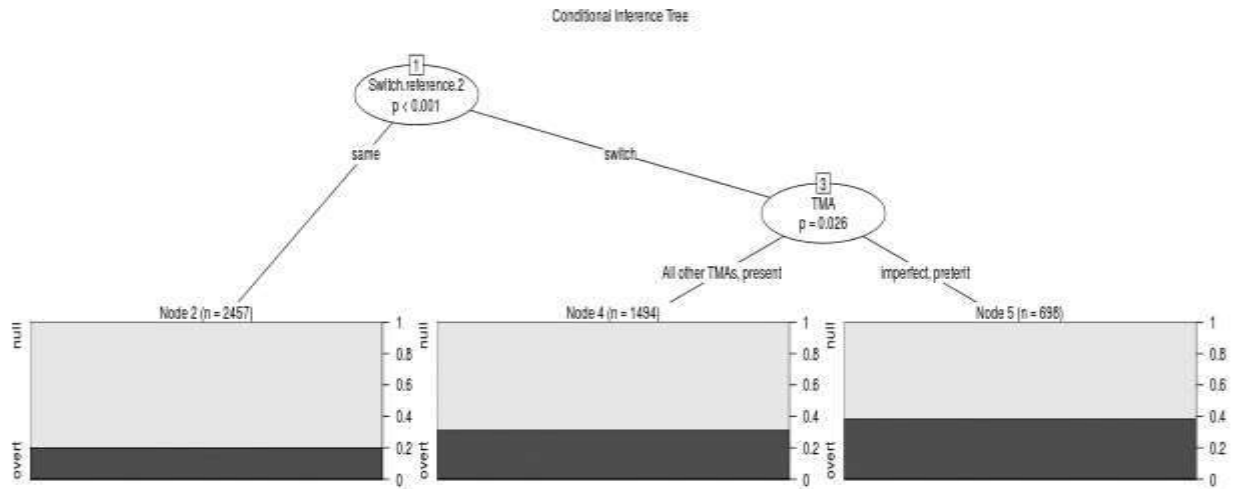 Conditional Inference Tree
1
Switch.reference.2
p < 0.001
same
switch
3
TMA
p = 0.026
All other TMAs, present
imperfect, preterit
Node 2 (n = 2457)
null
overt
1
0.8
0.6
0.4
0.2
0
Node 4 (n = 1494)
null
overt
1
0.8
0.6
0.4
0.2
0
Node 5 (n = 698)
null
overt
1
0.8
0.6
0.4
0.2
0